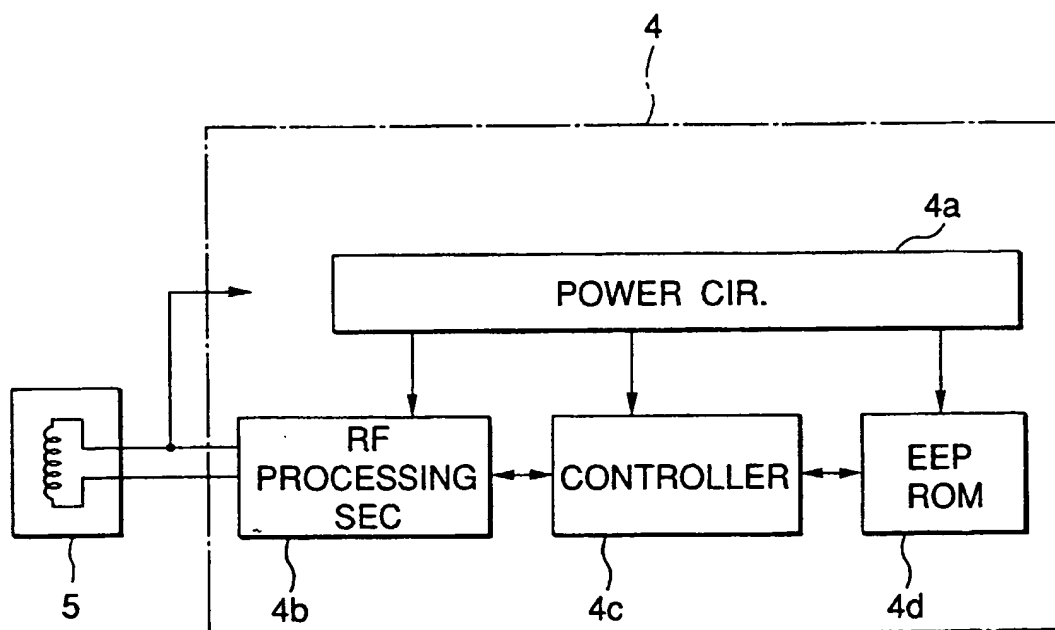 4
4a
POWER CIR.
RF
PROCESSING
SEC
CONTROLLER
EEP
ROM
5
4b
4c
4d